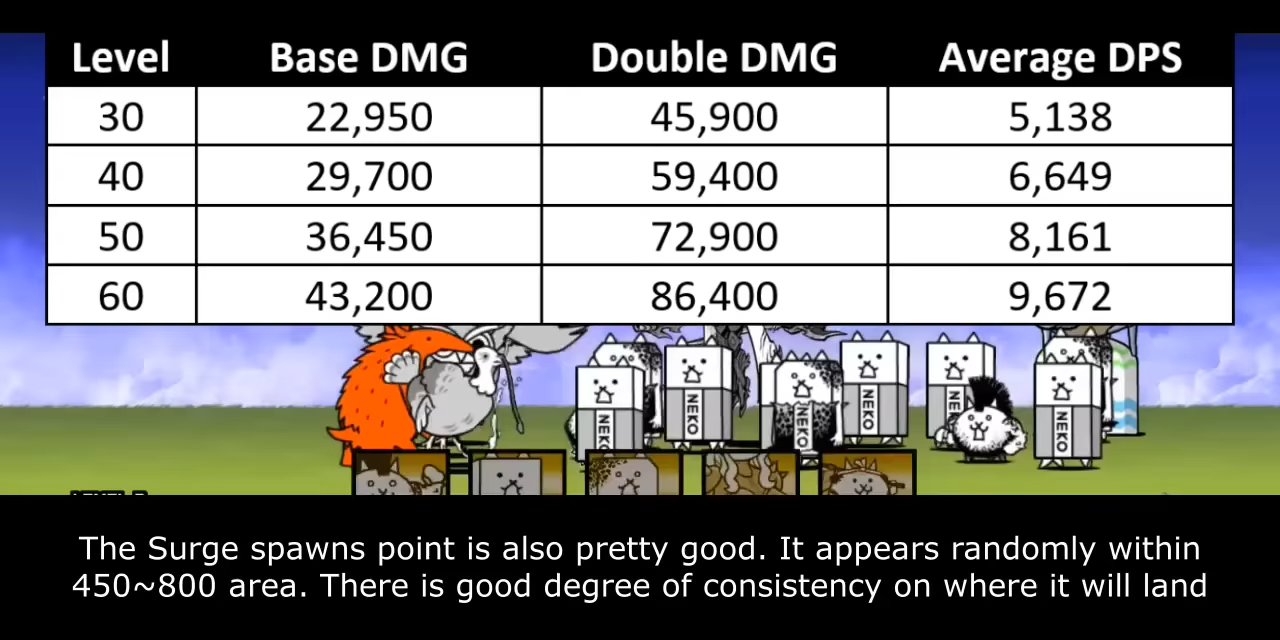 Level Base DMG Double DMG Average DPS
30 22,950 45,900 5,138
40 29,700 59,400 6,649
50 36,450 72,900 8,161
60 43,200 86,400 9,672
NEKO NEKO NEKO NEKO NEKO
The Surge spawns point is also pretty good. It appears randomly within
450~800 area. There is good degree of consistency on where it will land